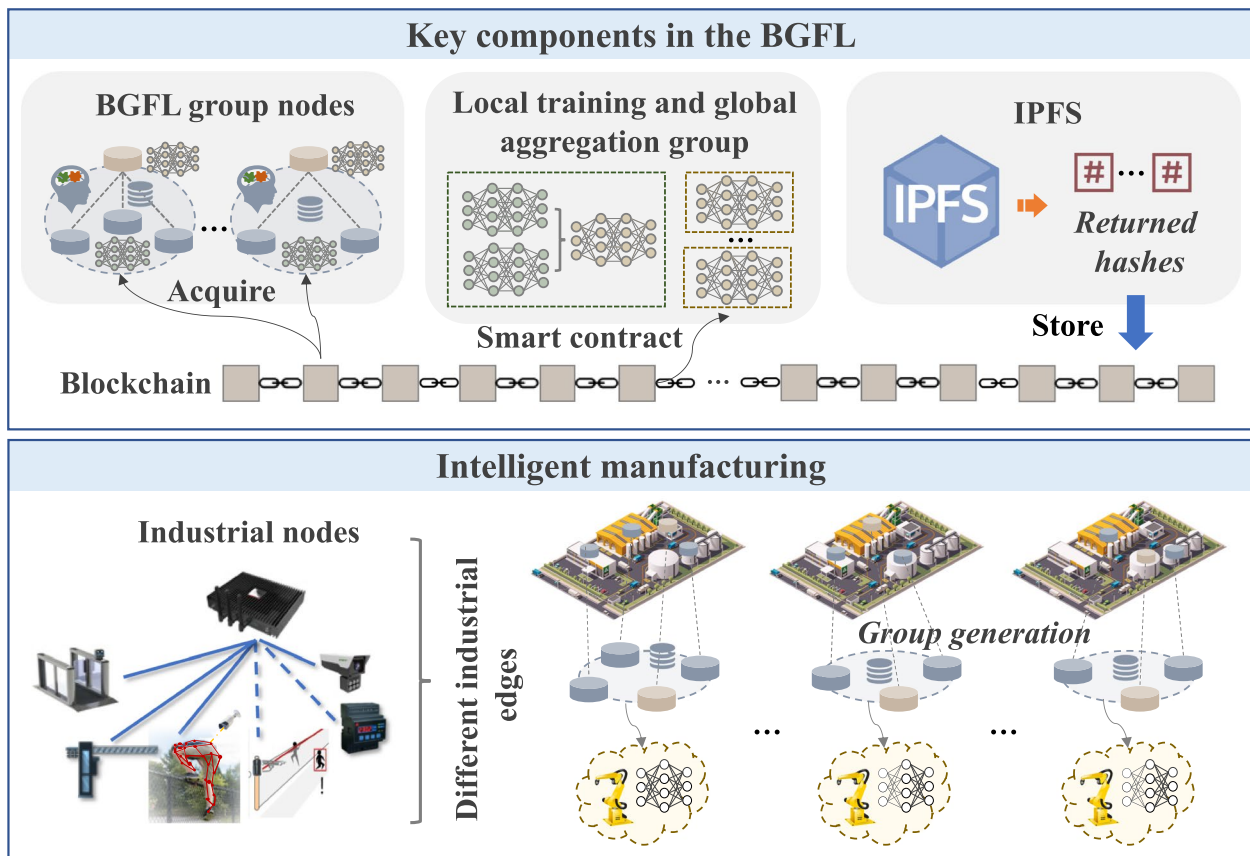 Key components in the BGFL
BGFL group nodes
...
Acquire
Local training and global
aggregation group
...
Smart contract
IPFS
IPFS
# ... #
Returned
hashes
Store
Blockchain
...
Intelligent manufacturing
Industrial nodes
!
Different industrial
edges
Group generation
...
...